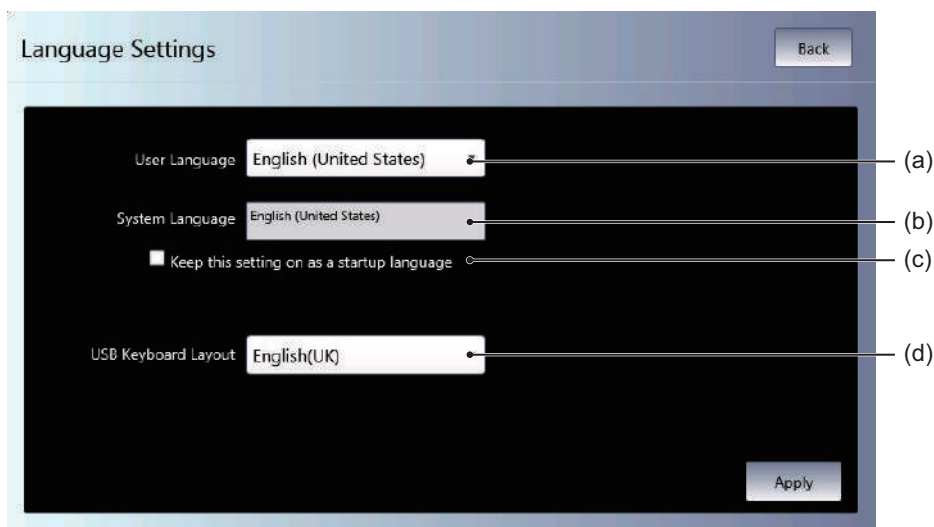 Language Settings
Back
User Language English (United States) (a)
System Language English (United States) (b)
Keep this setting on as a startup language (c)
USB Keyboard Layout English(UK) (d)
Apply